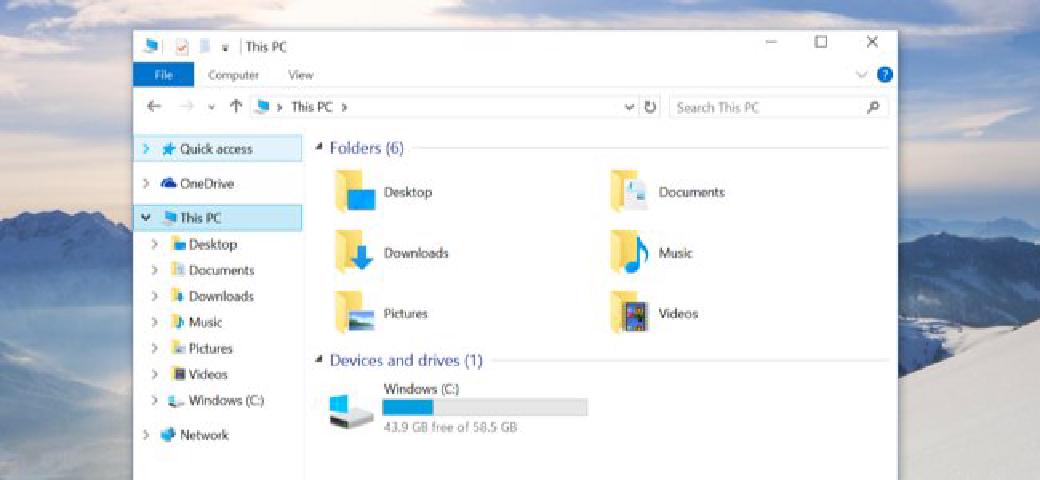 This PC
File
Computer
View
?
This PC
Search This PC
Quick access
OneDrive
This PC
Desktop
Documents
Downloads
Music
Pictures
Videos
Windows (C:)
Network
Folders (6)
Desktop
Documents
Downloads
Music
Pictures
Videos
Devices and drives (1)
Windows (C:)
43.9 GB free of 58.5 GB